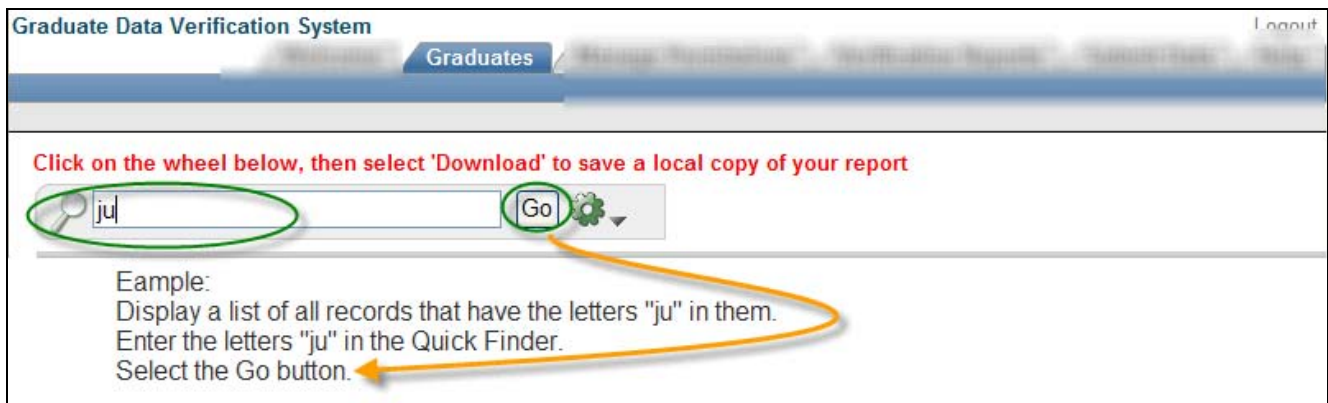 Graduate Data Verification System
Logout
Graduates
Click on the wheel below, then select 'Download' to save a local copy of your report
ju
Go
Eample:
Display a list of all records that have the letters "ju" in them.
Enter the letters "ju" in the Quick Finder.
Select the Go button.